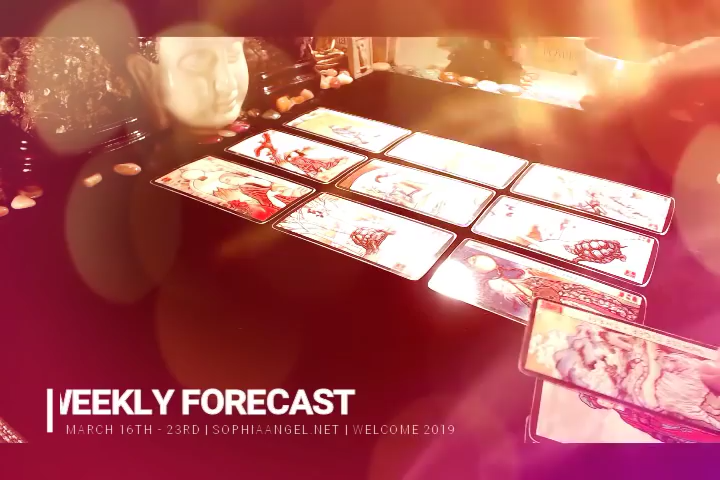 WEEKLY FORECAST
MARCH 16TH - 23RD | SOPHIAANGEL.NET | WELCOME 2019